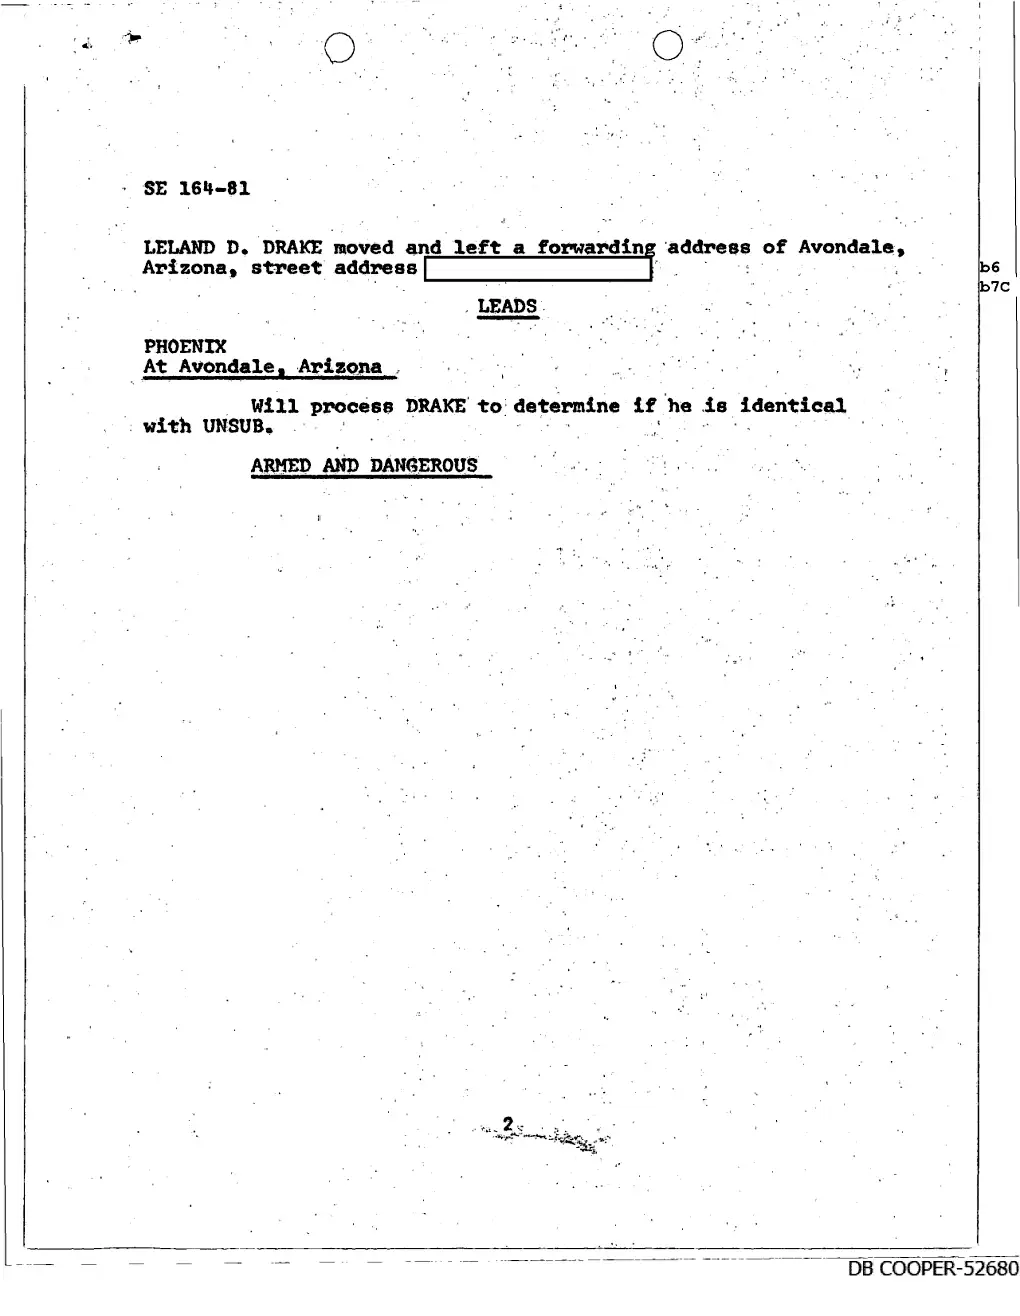 SE 164-81
LELAND D. DRAKE moved and left a forwarding address of Avondale,
Arizona, street address
b6
b7C
LEADS
PHOENIX
At Avondale, Arizona
Will process DRAKE to determine if he is identical
with UNSUB.
ARMED AND DANGEROUS
2
DB COOPER-52680